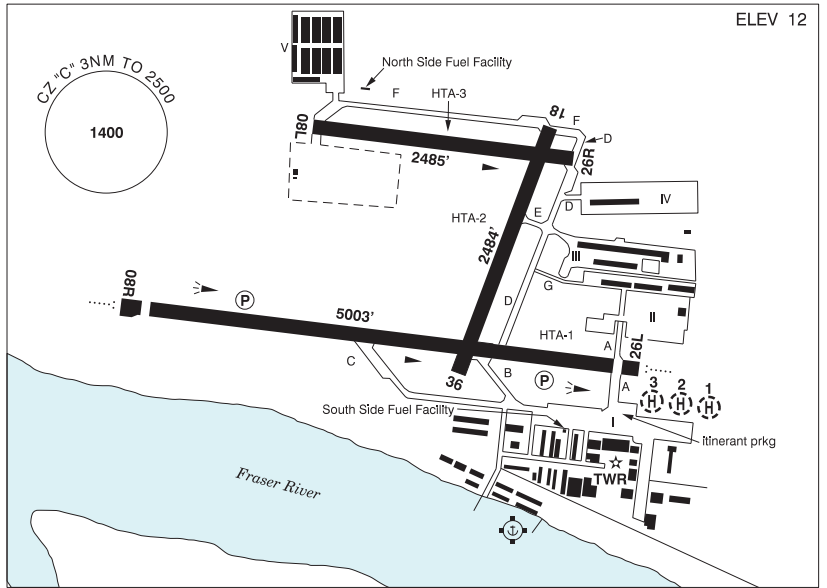 ELEV 12
V
North Side Fuel Facility
CZ "C" 3NM TO 2500
1400
F
HTA-3
18
F
D
08L
2485'
26R
IV
HTA-2
E
D
2484'
III
08R
P
G
D
II
5003'
HTA-1
A
26L
C
B
P
A
3
2
1
H
H
H
36
South Side Fuel Facility
I
Itinerant prkg
TWR
Fraser River